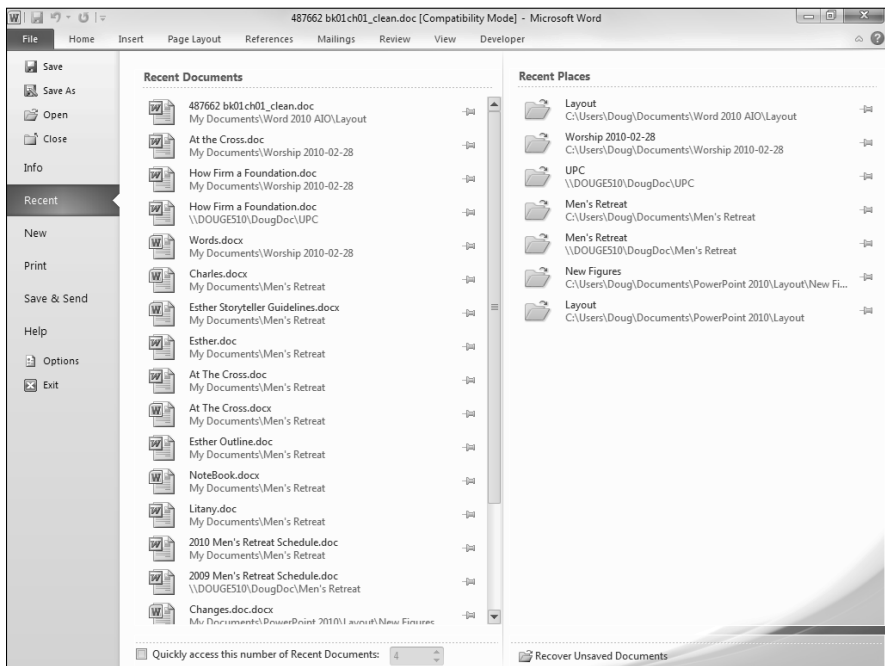 487662 bk01ch01_clean.doc [Compatibility Mode] - Microsoft Word
File Home Insert Page Layout References Mailings Review View Developer
Save
Save As
Open
Close
Info
Recent
New
Print
Save & Send
Help
Options
Exit
Recent Documents
487662 bk01ch01_clean.doc
My Documents\Word 2010 AIO\Layout
At the Cross.doc
My Documents\Worship 2010-02-28
How Firm a Foundation.doc
My Documents\Worship 2010-02-28
How Firm a Foundation.doc
\\DOUGE510\DougDoc\UPC
Words.docx
My Documents\Worship 2010-02-28
Charles.docx
My Documents\Men's Retreat
Esther Storyteller Guidelines.docx
My Documents\Men's Retreat
Esther.doc
My Documents\Men's Retreat
At The Cross.doc
My Documents\Men's Retreat
At The Cross.docx
My Documents\Men's Retreat
Esther Outline.doc
My Documents\Men's Retreat
NoteBook.docx
My Documents\Men's Retreat
Litany.doc
My Documents\Men's Retreat
2010 Men's Retreat Schedule.doc
My Documents\Men's Retreat
2009 Men's Retreat Schedule.doc
\\DOUGE510\DougDoc\Men's Retreat
Changes.doc.docx
My Documents\PowerPoint 2010\Layout\New Figures
Quickly access this number of Recent Documents: 4
Recent Places
Layout
C:\Users\Doug\Documents\Word 2010 AIO\Layout
Worship 2010-02-28
C:\Users\Doug\Documents\Worship 2010-02-28
UPC
\\DOUGE510\DougDoc\UPC
Men's Retreat
C:\Users\Doug\Documents\Men's Retreat
Men's Retreat
\\DOUGE510\DougDoc\Men's Retreat
New Figures
C:\Users\Doug\Documents\PowerPoint 2010\Layout\New Fi...
Layout
C:\Users\Doug\Documents\PowerPoint 2010\Layout
Recover Unsaved Documents